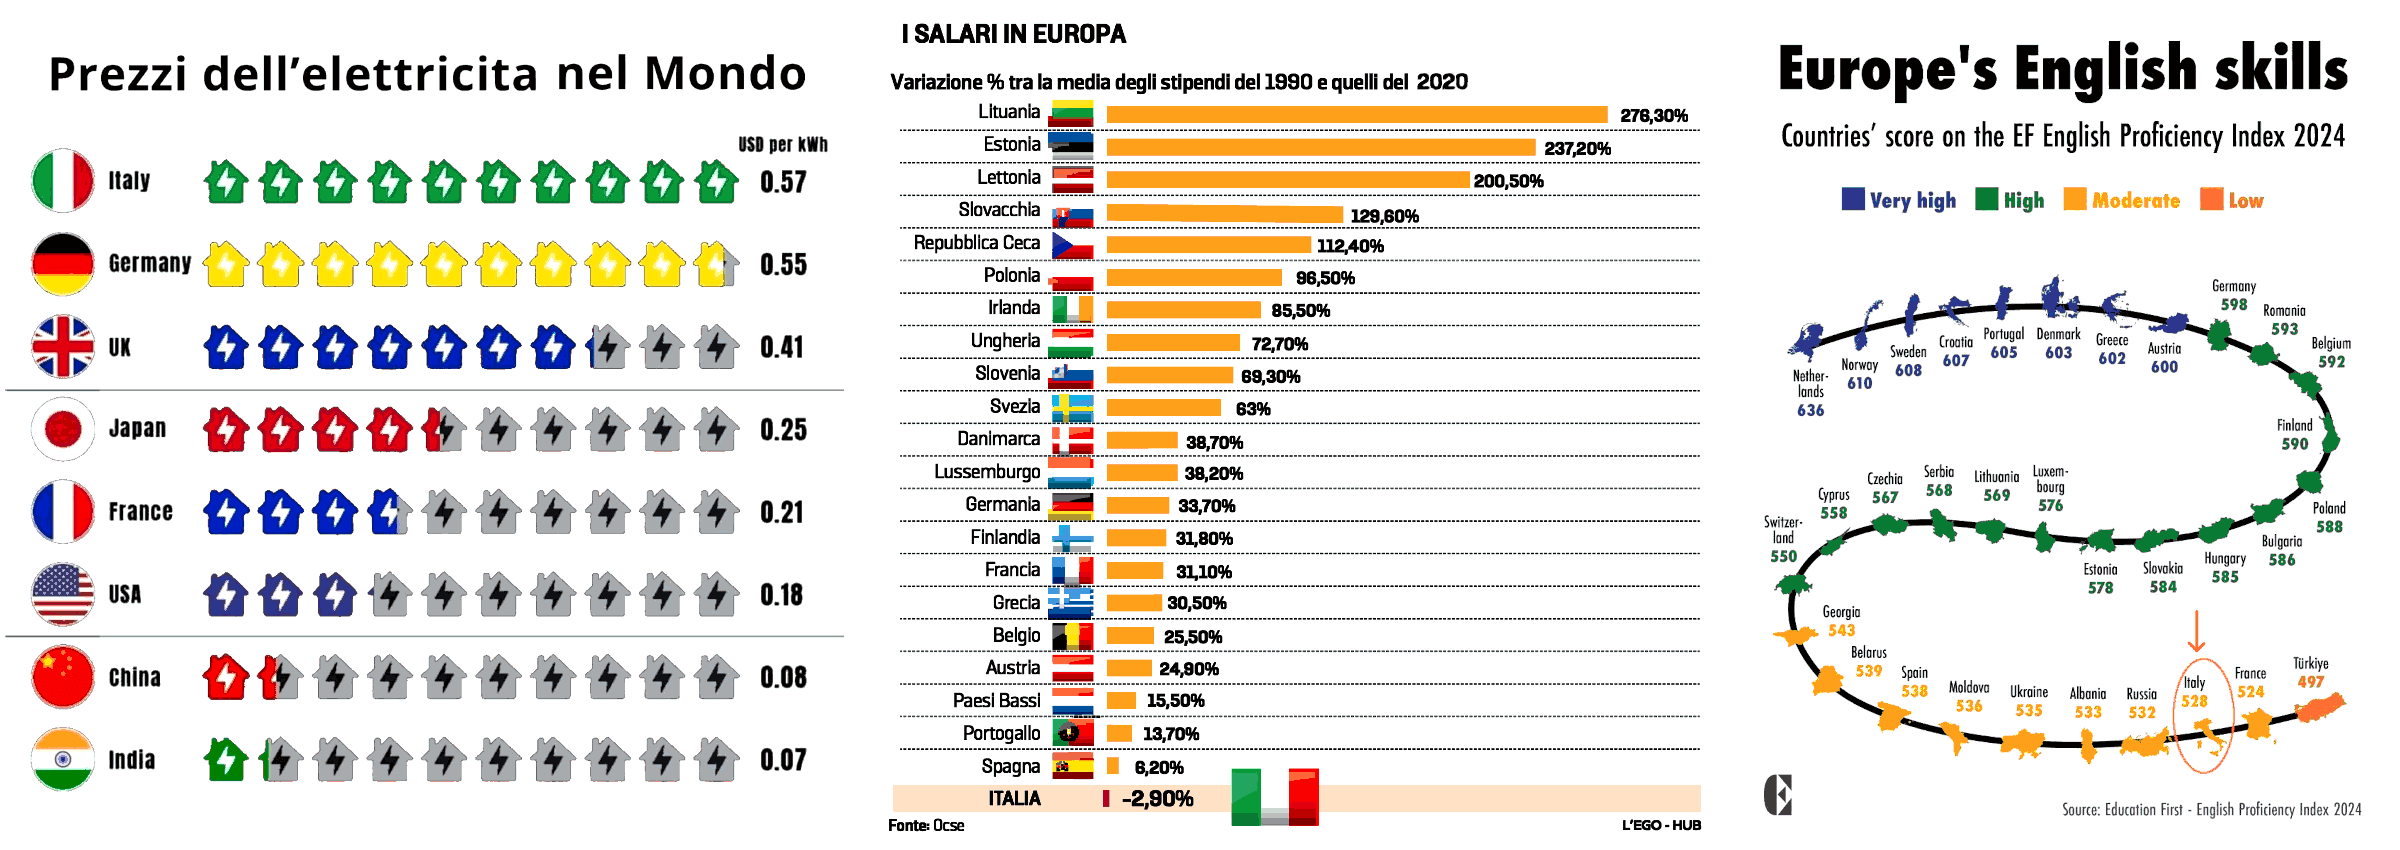 Prezzi dell'elettricita nel Mondo
USD per kWh
Italy 0.57
Germany 0.55
UK 0.41
Japan 0.25
France 0.21
USA 0.18
China 0.08
India 0.07
I SALARI IN EUROPA
Variazione % tra la media degli stipendi del 1990 e quelli del 2020
Lituania 276,30%
Estonia 237,20%
Lettonia 200,50%
Slovacchia 129,60%
Repubblica Ceca 112,40%
Polonia 96,50%
Irlanda 85,50%
Ungheria 72,70%
Slovenia 69,30%
Svezia 63%
Danimarca 38,70%
Lussemburgo 38,20%
Germania 33,70%
Finlandia 31,80%
Francia 31,10%
Grecia 30,50%
Belgio 25,50%
Austria 24,90%
Paesi Bassi 15,50%
Portogallo 13,70%
Spagna 6,20%
ITALIA -2,90%
Fonte: Ocse
L'EGO - HUB
Europe's English skills
Countries' score on the EF English Proficiency Index 2024
Very high High Moderate Low
Nether-
lands
636
Norway
610
Sweden
608
Croatia
607
Portugal
605
Denmark
603
Greece
602
Austria
600
Germany
598
Romania
593
Belgium
592
Finland
590
Poland
588
Bulgaria
586
Hungary
585
Slovakia
584
Estonia
578
Luxem-
bourg
576
Lithuania
569
Serbia
568
Czechia
567
Cyprus
558
Switzer-
land
550
Georgia
543
Belarus
539
Spain
538
Moldova
536
Ukraine
535
Albania
533
Russia
532
Italy
528
France
524
Türkiye
497
Source: Education First - English Proficiency Index 2024